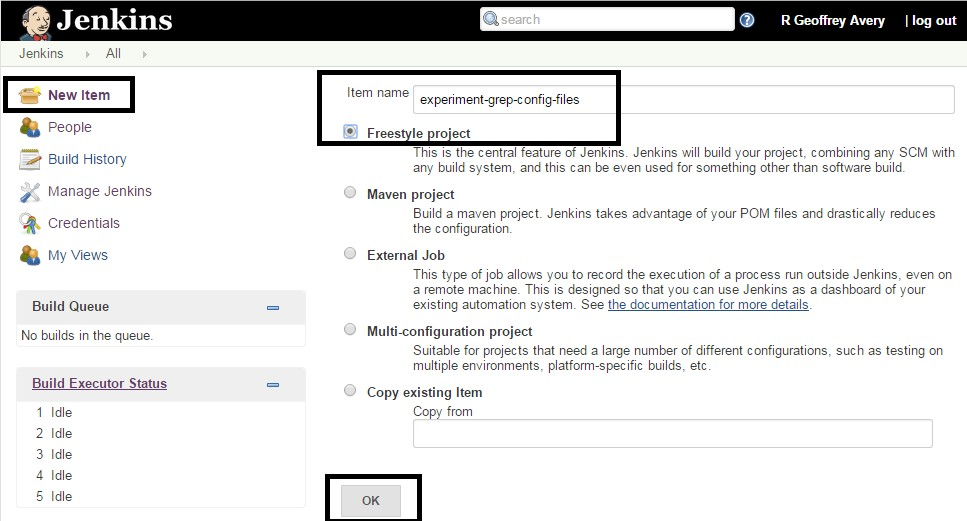 Jenkins
search
?
R Geoffrey Avery
| log out
Jenkins
All
New Item
People
Build History
Manage Jenkins
Credentials
My Views
Build Queue
No builds in the queue.
Build Executor Status
1 Idle
2 Idle
3 Idle
4 Idle
5 Idle
Item name
experiment-grep-config-files
Freestyle project
This is the central feature of Jenkins. Jenkins will build your project, combining any SCM with
any build system, and this can be even used for something other than software build.
Maven project
Build a maven project. Jenkins takes advantage of your POM files and drastically reduces
the configuration.
External Job
This type of job allows you to record the execution of a process run outside Jenkins, even on
a remote machine. This is designed so that you can use Jenkins as a dashboard of your
existing automation system. See the documentation for more details.
Multi-configuration project
Suitable for projects that need a large number of different configurations, such as testing on
multiple environments, platform-specific builds, etc.
Copy existing Item
Copy from
OK